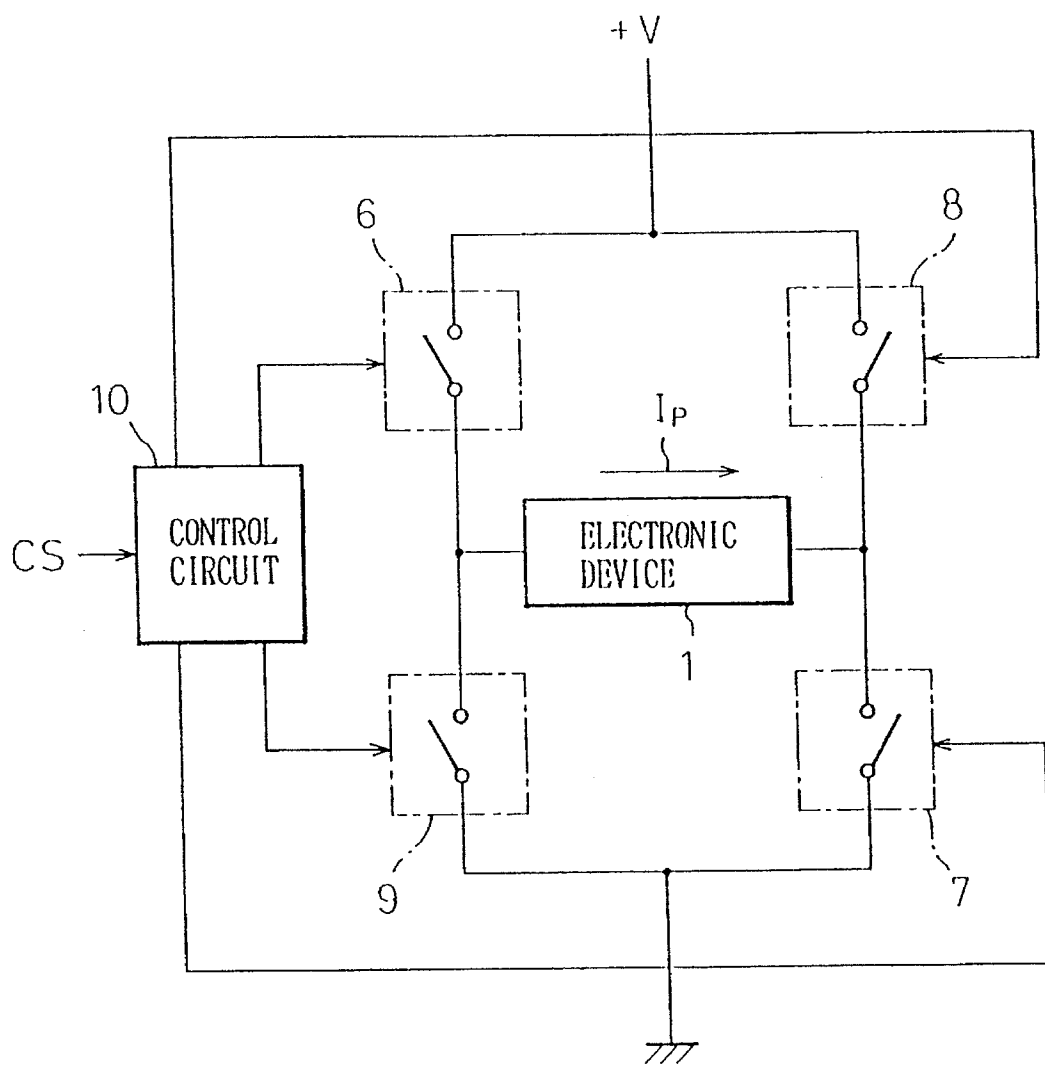 +V
6
8
10
IP
CS
CONTROL
CIRCUIT
ELECTRONIC
DEVICE
1
9
7